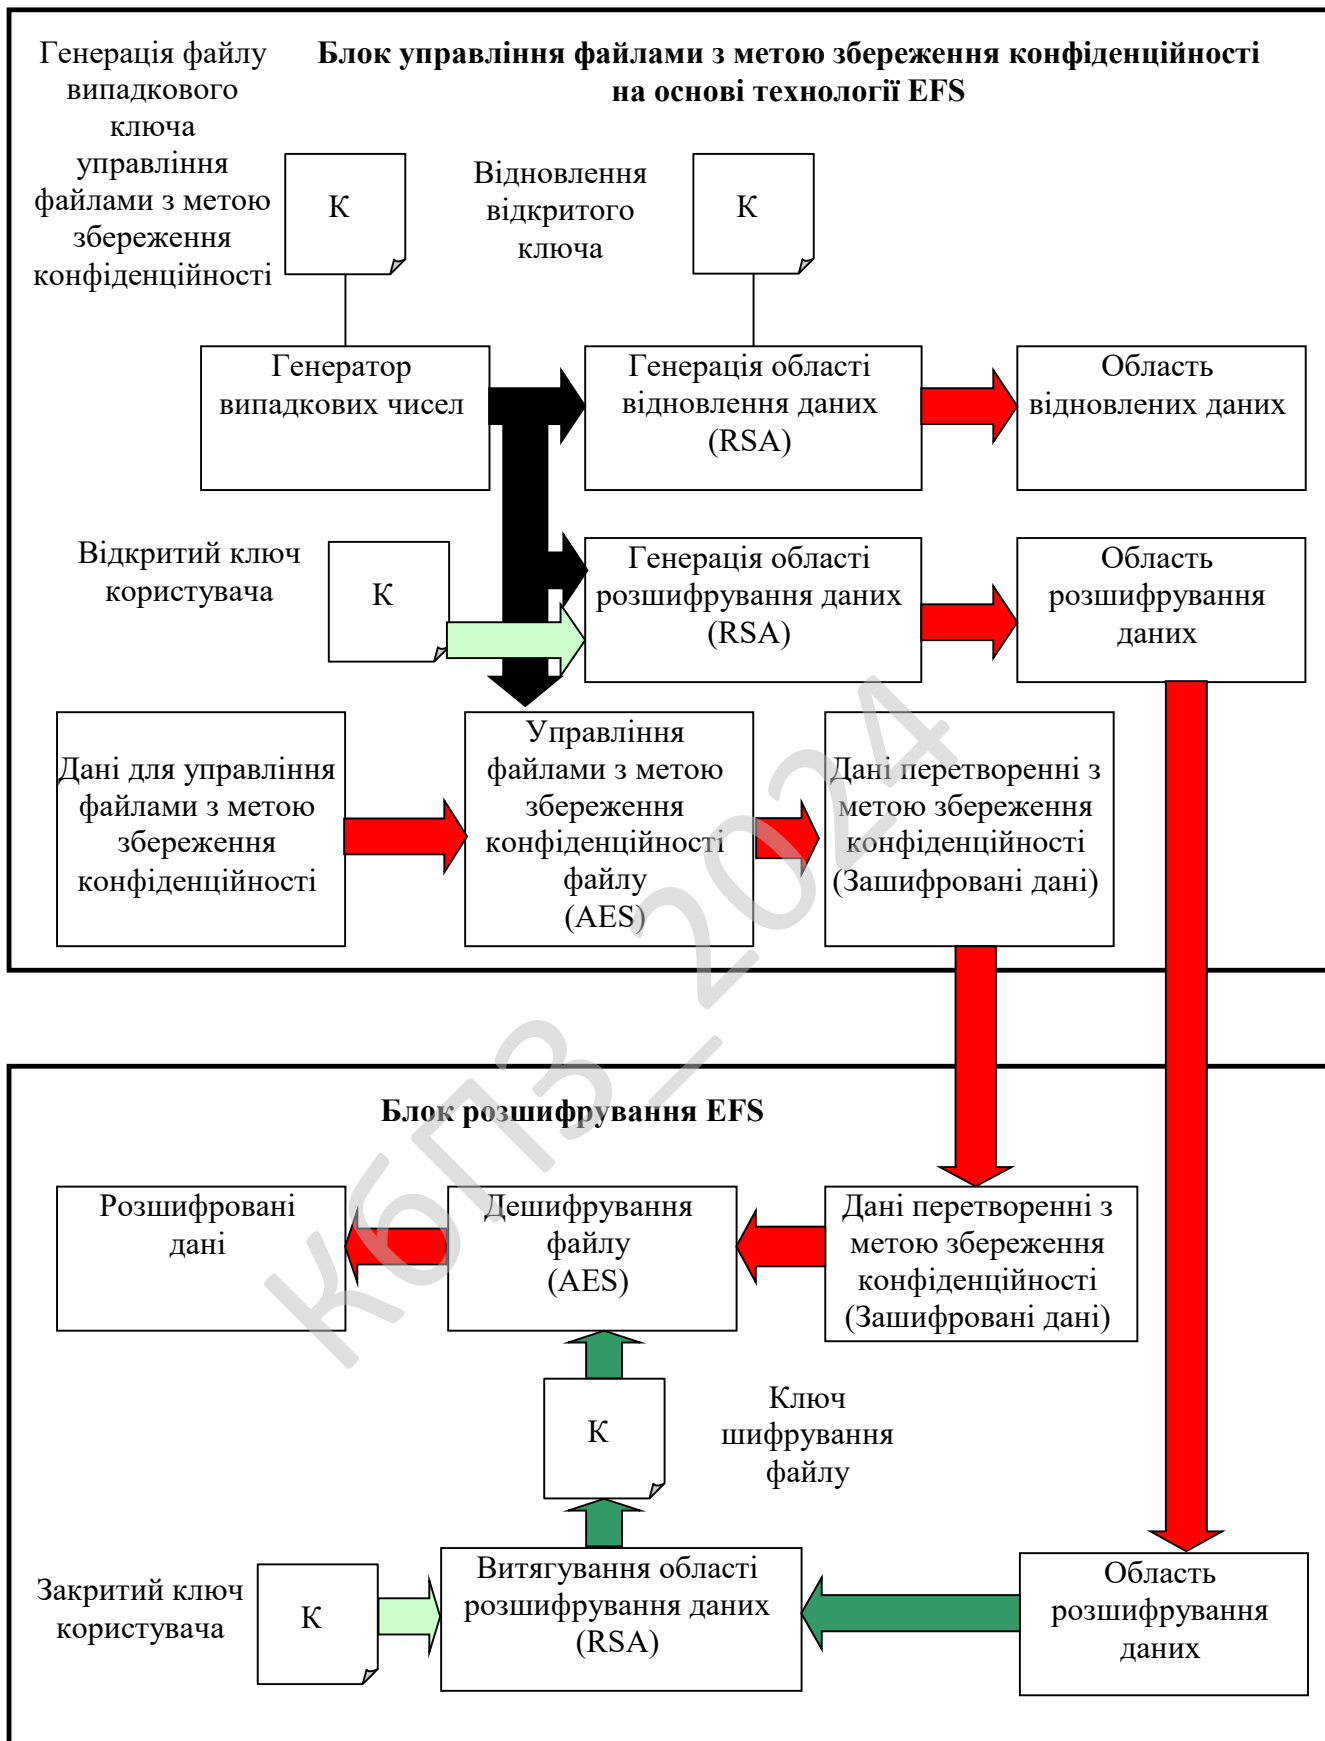 Генерація файлу
випадкового
ключа
управління
файлами з метою
збереження
конфіденційності
Блок управління файлами з метою збереження конфіденційності
на основі технології EFS
К
Відновлення
відкритого
ключа
К
Генератор
випадкових чисел
Генерація області
відновлення даних
(RSA)
Область
відновлених даних
Відкритий ключ
користувача
К
Генерація області
розшифрування даних
(RSA)
Область
розшифрування
даних
Дані для управління
файлами з метою
збереження
конфіденційності
Управління
файлами з метою
збереження
конфіденційності
файлу
(AES)
Дані перетворенні з
метою збереження
конфіденційності
(Зашифровані дані)
Блок розшифрування EFS
Розшифровані
дані
Дешифрування
файлу
(AES)
Дані перетворенні з
метою збереження
конфіденційності
(Зашифровані дані)
К
Ключ
шифрування
файлу
Закритий ключ
користувача
К
Витягування області
розшифрування даних
(RSA)
Область
розшифрування
даних
КбПЗ_2024